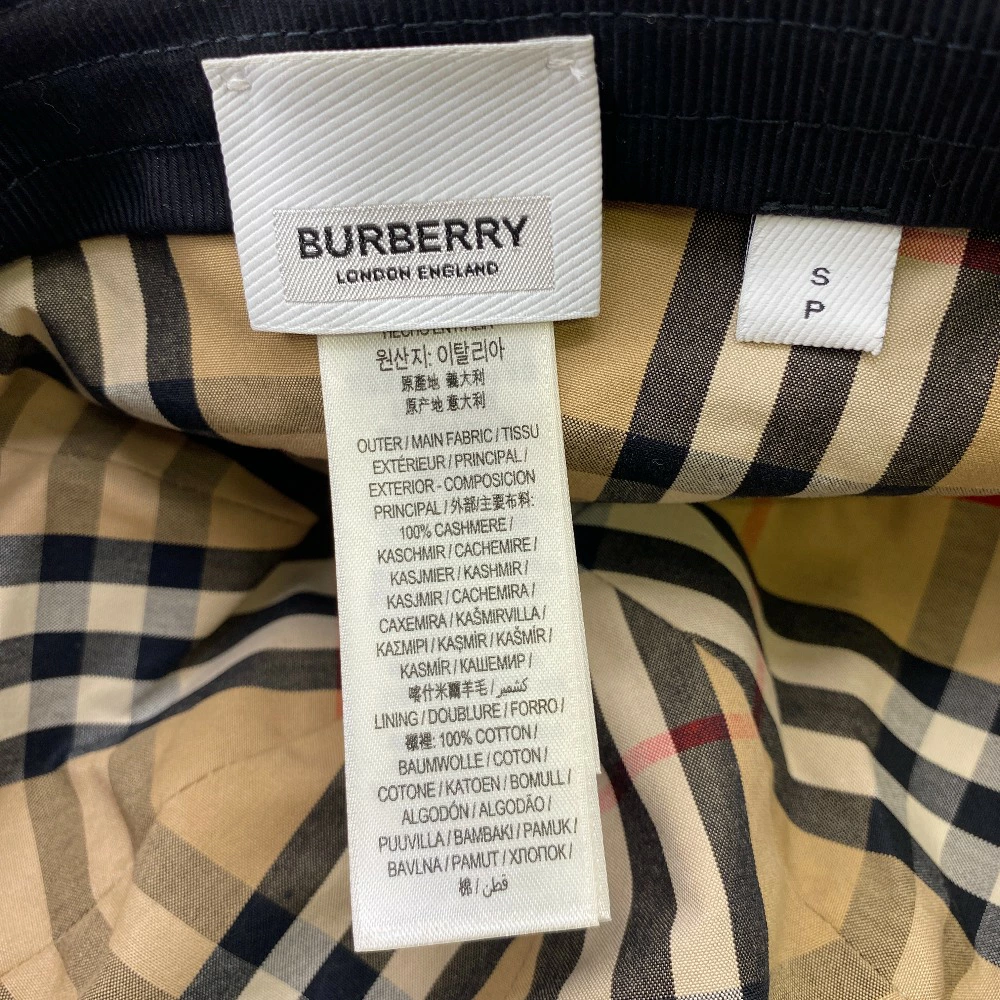 BURBERRY
LONDON ENGLAND
S
P
HECHO EN ITALIA
원산지: 이탈리아
原產地 義大利
原产地 意大利
OUTER / MAIN FABRIC / TISSU
EXTÉRIEUR / PRINCIPAL /
EXTERIOR - COMPOSICION
PRINCIPAL / 外部/主要布料:
100% CASHMERE /
KASCHMIR / CACHEMIRE /
KASJMIER / KASHMIR /
KASJMIR / CACHEMIRA /
CAXEMIRA / KAŠMIRVILLA /
ΚΑΣΜΙΡΙ / KAŞMİR / KAŠMÍR /
KASMÍR / КАШЕМИР /
喀什米爾羊毛 / كشمير /
LINING / DOUBLURE / FORRO /
襯裡: 100% COTTON /
BAUMWOLLE / COTON /
COTONE / KATOEN / BOMULL /
ALGODÓN / ALGODÃO /
PUUVILLA / BAMBAKI / PAMUK /
BAVLNA / PAMUT / ХЛОПОК /
棉 / قطن /